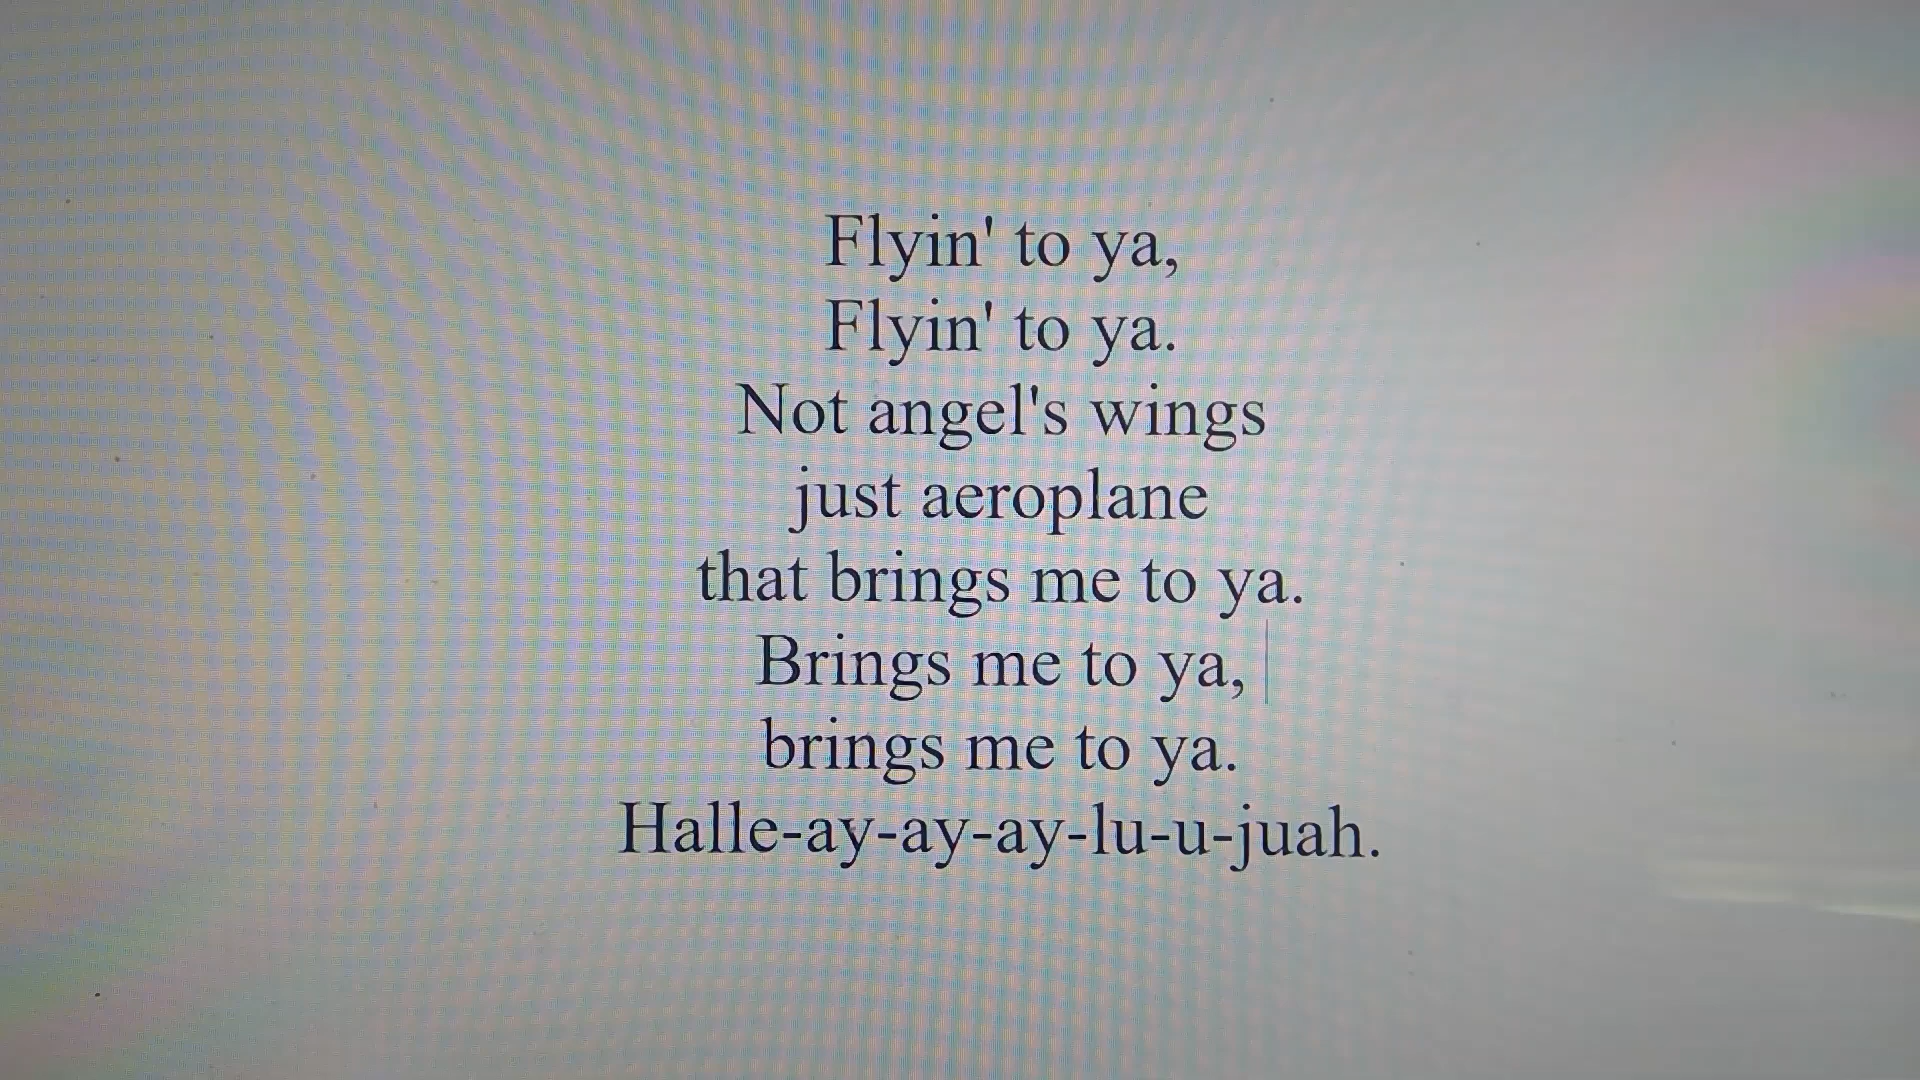 Flyin' to ya,
Flyin' to ya.
Not angel's wings
just aeroplane
that brings me to ya.
Brings me to ya,
brings me to ya.
Halle-ay-ay-ay-lu-u-juah.